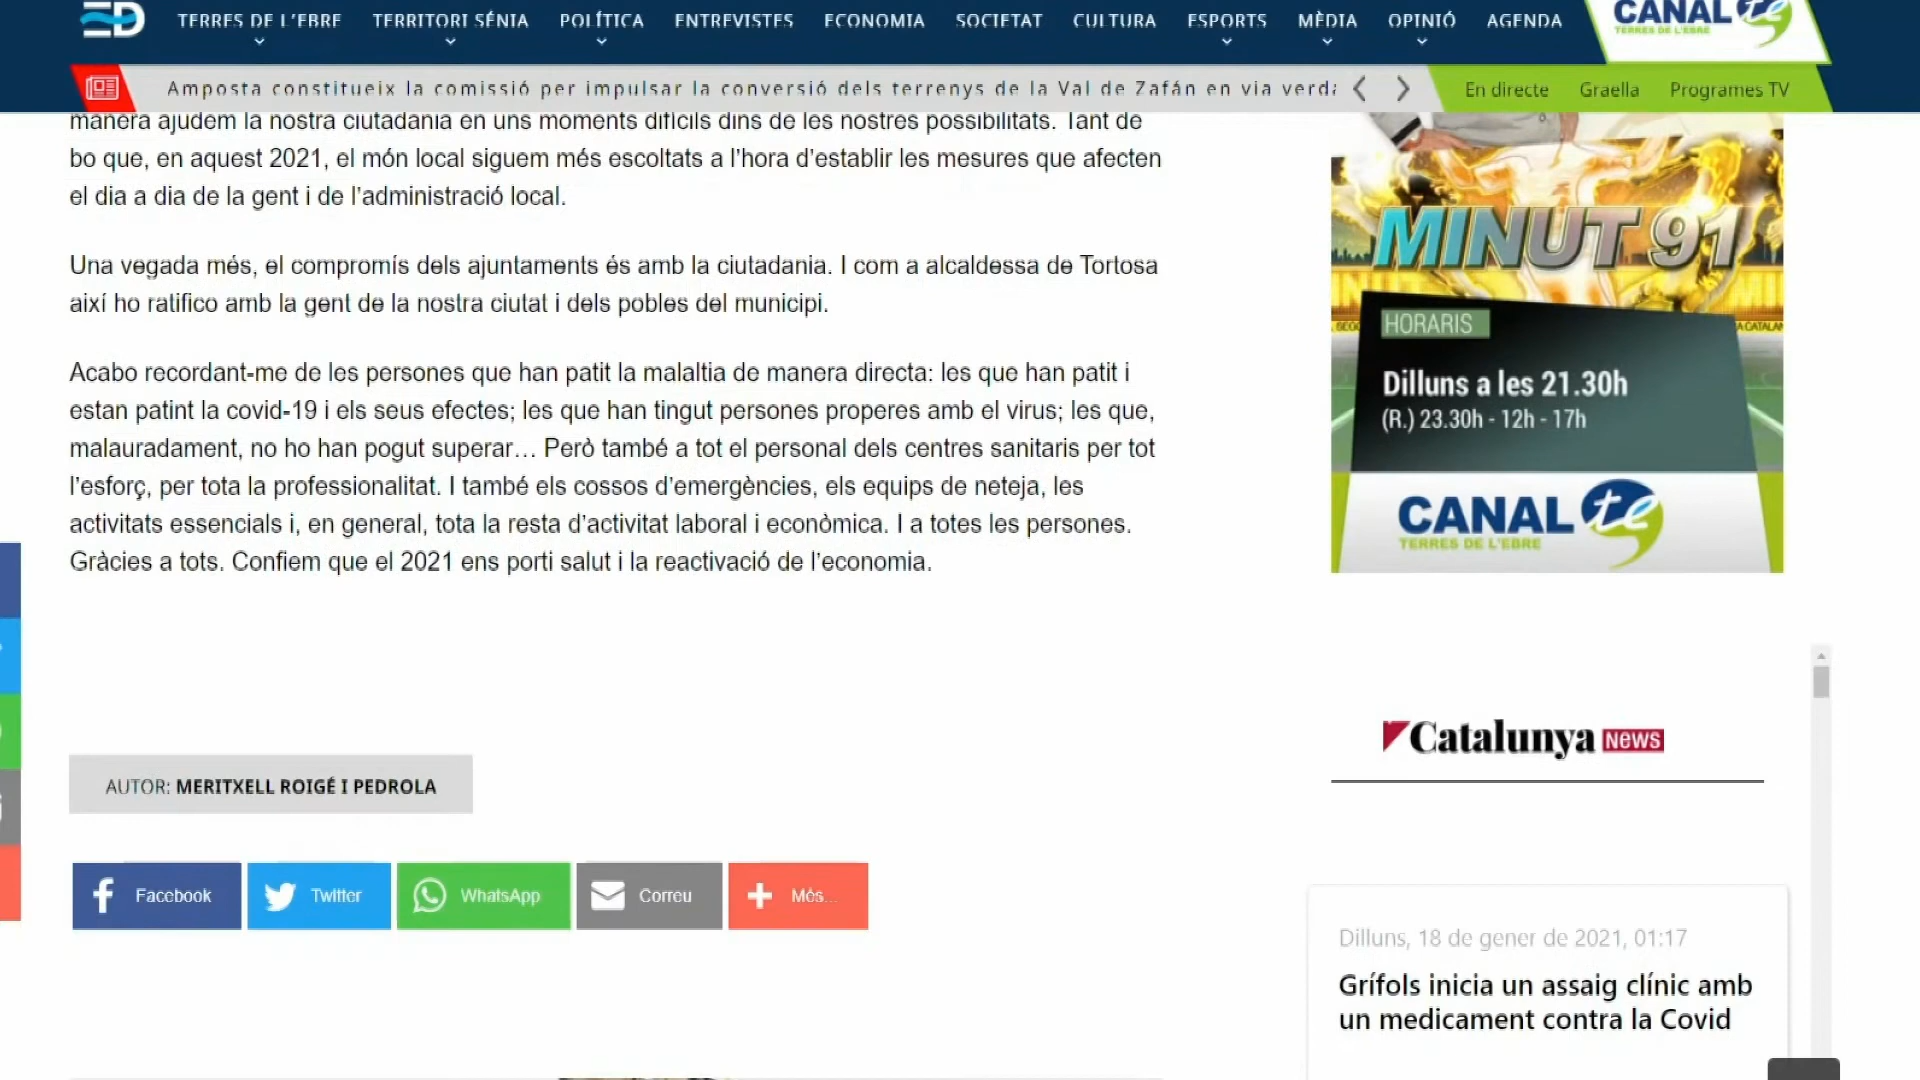 ED
TERRES DE L'EBRE
TERRITORI SÉNIA
POLÍTICA
ENTREVISTES
ECONOMIA
SOCIETAT
CULTURA
ESPORTS
MÈDIA
OPINIÓ
AGENDA
CANAL te
TERRES DE L'EBRE
Amposta constitueix la comissió per impulsar la conversió dels terrenys de la Val de Zafán en via verda
En directe
Graella
Programes TV
manera ajudem la nostra ciutadania en uns moments difícils dins de les nostres possibilitats. Tant de
bo que, en aquest 2021, el món local siguem més escoltats a l'hora d'establir les mesures que afecten
el dia a dia de la gent i de l'administració local.
Una vegada més, el compromís dels ajuntaments és amb la ciutadania. I com a alcaldessa de Tortosa
així ho ratifico amb la gent de la nostra ciutat i dels pobles del municipi.
Acabo recordant-me de les persones que han patit la malaltia de manera directa: les que han patit i
estan patint la covid-19 i els seus efectes; les que han tingut persones properes amb el virus; les que,
malauradament, no ho han pogut superar… Però també a tot el personal dels centres sanitaris per tot
l'esforç, per tota la professionalitat. I també els cossos d'emergències, els equips de neteja, les
activitats essencials i, en general, tota la resta d'activitat laboral i econòmica. I a totes les persones.
Gràcies a tots. Confiem que el 2021 ens porti salut i la reactivació de l'economia.
AUTOR: MERITXELL ROIGÉ I PEDROLA
Facebook
Twitter
WhatsApp
Correu
Més...
MINUT 91
HORARIS
Dilluns a les 21.30h
(R.) 23.30h - 12h - 17h
CANAL te
TERRES DE L'EBRE
Catalunya NEWS
Dilluns, 18 de gener de 2021, 01:17
Grífols inicia un assaig clínic amb
un medicament contra la Covid